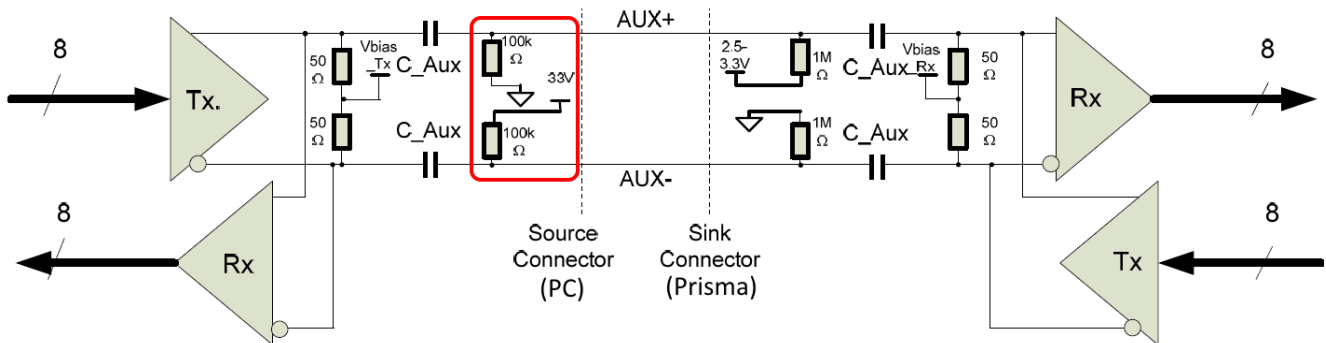 AUX+
8
8
50
Ω
50
Ω
Vbias
_Tx
C_Aux
C_Aux
100k
Ω
33V
100k
Ω
2.5-
3.3V
1M
Ω
1M
Ω
C_Aux
C_Aux
Vbias
_Rx
50
Ω
50
Ω
Tx.
Rx
AUX-
8
8
Rx
Source
Connector
(PC)
Sink
Connector
(Prisma)
Tx